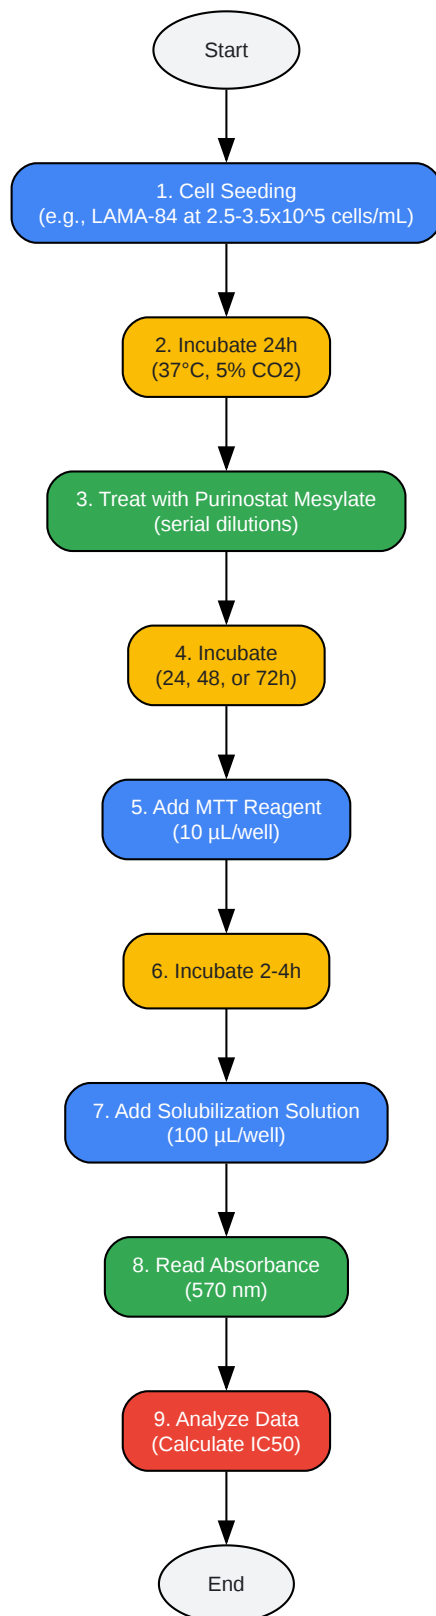 Start
1. Cell Seeding
(e.g., LAMA-84 at 2.5-3.5x10^5 cells/mL)
2. Incubate 24h
(37°C, 5% CO2)
3. Treat with Purinostat Mesylate
(serial dilutions)
4. Incubate
(24, 48, or 72h)
5. Add MTT Reagent
(10 µL/well)
6. Incubate 2-4h
7. Add Solubilization Solution
(100 µL/well)
8. Read Absorbance
(570 nm)
9. Analyze Data
(Calculate IC50)
End